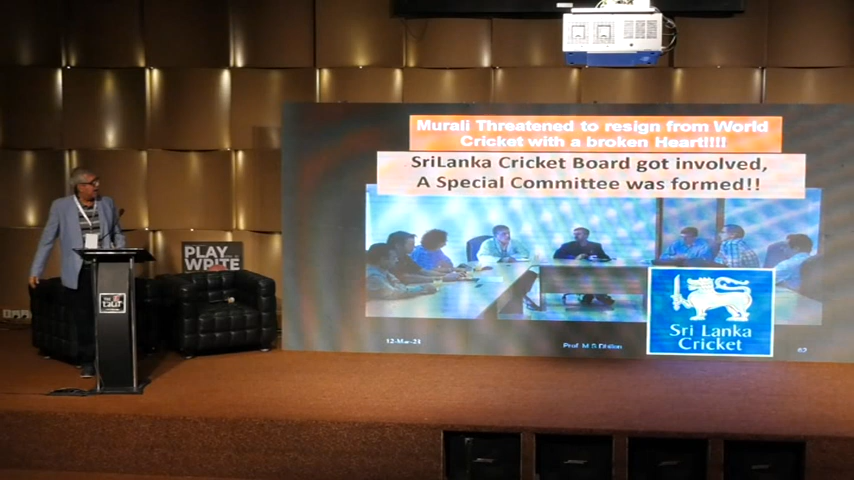 Murali Threatened to resign from World
Cricket with a broken Heart!!!!
SriLanka Cricket Board got involved,
A Special Committee was formed!!
PLAY
WRITE
Sri Lanka
Cricket
12-Mar-21
Prof. M S Dhillon